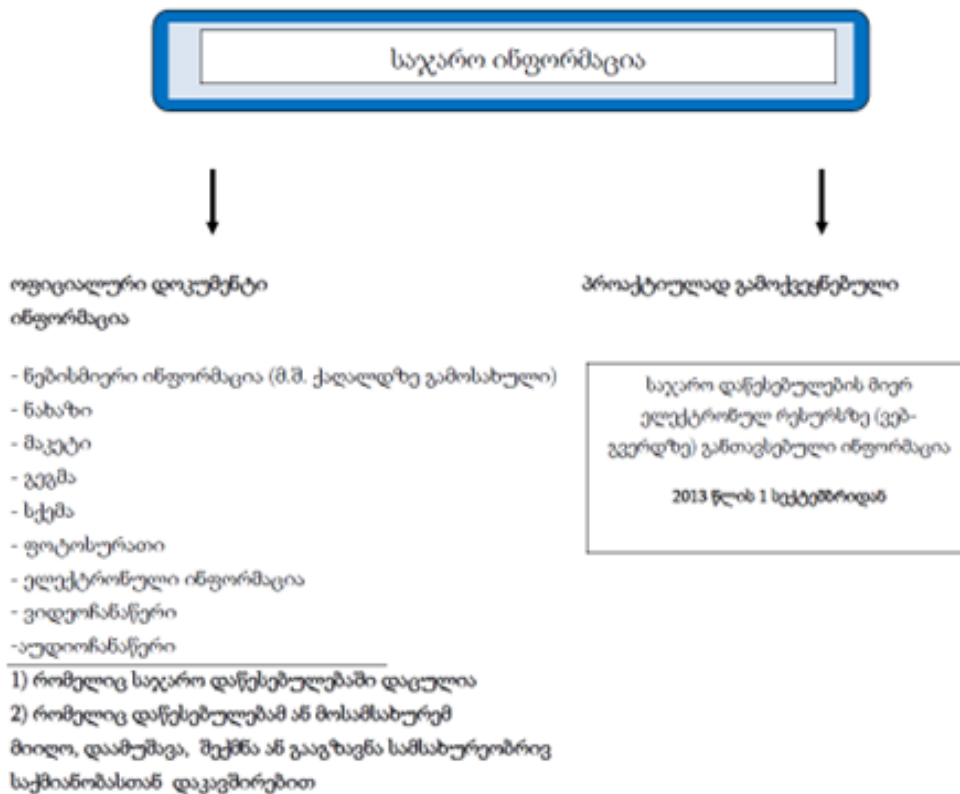 საჯარო ინფორმაცია
ოფიციალური დოკუმენტი
ინფორმაცია
- ნებისმიერი ინფორმაცია (მ.შ. ქაღალდზე გამოსახული)
- ნახაზი
- მაკეტი
- გეგმა
- სქემა
- ფოტოსურათი
- ელექტრონული ინფორმაცია
- ვიდეოჩანაწერი
-აუდიოჩანაწერი
1) რომელიც საჯარო დაწესებულებაში დაცულია
2) რომელიც დაწესებულებამ ან მოსამსახურემ
მიიღო, დაამუშავა, შექმნა ან გააგზავნა სამსახურეობრივ
საქმიანობასთან დაკავშირებით
პროაქტიულად გამოქვეყნებული
საჯარო დაწესებულების მიერ
ელექტრონულ რესურსზე (ვებ-
გვერდზე) განთავსებული ინფორმაცია
2013 წლის 1 სექტემბრიდან